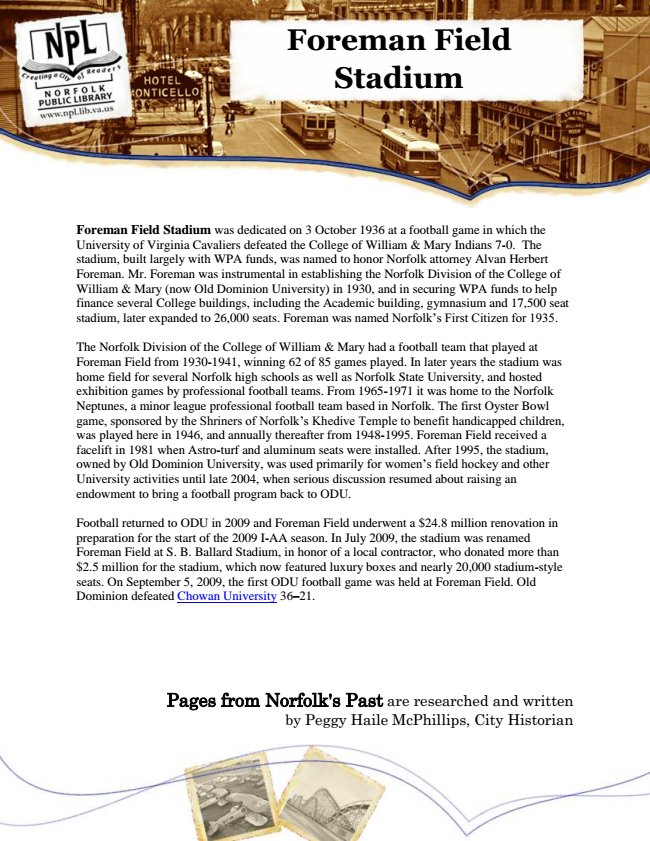 NPL
Creating a City of Readers
NORFOLK
PUBLIC LIBRARY
www.npl.lib.va.us
HOTEL
MONTICELLO
Foreman Field
Stadium
Foreman Field Stadium was dedicated on 3 October 1936 at a football game in which the
University of Virginia Cavaliers defeated the College of William & Mary Indians 7-0.  The
stadium, built largely with WPA funds, was named to honor Norfolk attorney Alvan Herbert
Foreman. Mr. Foreman was instrumental in establishing the Norfolk Division of the College of
William & Mary (now Old Dominion University) in 1930, and in securing WPA funds to help
finance several College buildings, including the Academic building, gymnasium and 17,500 seat
stadium, later expanded to 26,000 seats. Foreman was named Norfolk's First Citizen for 1935.
The Norfolk Division of the College of William & Mary had a football team that played at
Foreman Field from 1930-1941, winning 62 of 85 games played. In later years the stadium was
home field for several Norfolk high schools as well as Norfolk State University, and hosted
exhibition games by professional football teams. From 1965-1971 it was home to the Norfolk
Neptunes, a minor league professional football team based in Norfolk. The first Oyster Bowl
game, sponsored by the Shriners of Norfolk's Khedive Temple to benefit handicapped children,
was played here in 1946, and annually thereafter from 1948-1995. Foreman Field received a
facelift in 1981 when Astro-turf and aluminum seats were installed. After 1995, the stadium,
owned by Old Dominion University, was used primarily for women's field hockey and other
University activities until late 2004, when serious discussion resumed about raising an
endowment to bring a football program back to ODU.
Football returned to ODU in 2009 and Foreman Field underwent a $24.8 million renovation in
preparation for the start of the 2009 I-AA season. In July 2009, the stadium was renamed
Foreman Field at S. B. Ballard Stadium, in honor of a local contractor, who donated more than
$2.5 million for the stadium, which now featured luxury boxes and nearly 20,000 stadium-style
seats. On September 5, 2009, the first ODU football game was held at Foreman Field. Old
Dominion defeated Chowan University 36–21.
Pages from Norfolk's Past are researched and written
by Peggy Haile McPhillips, City Historian